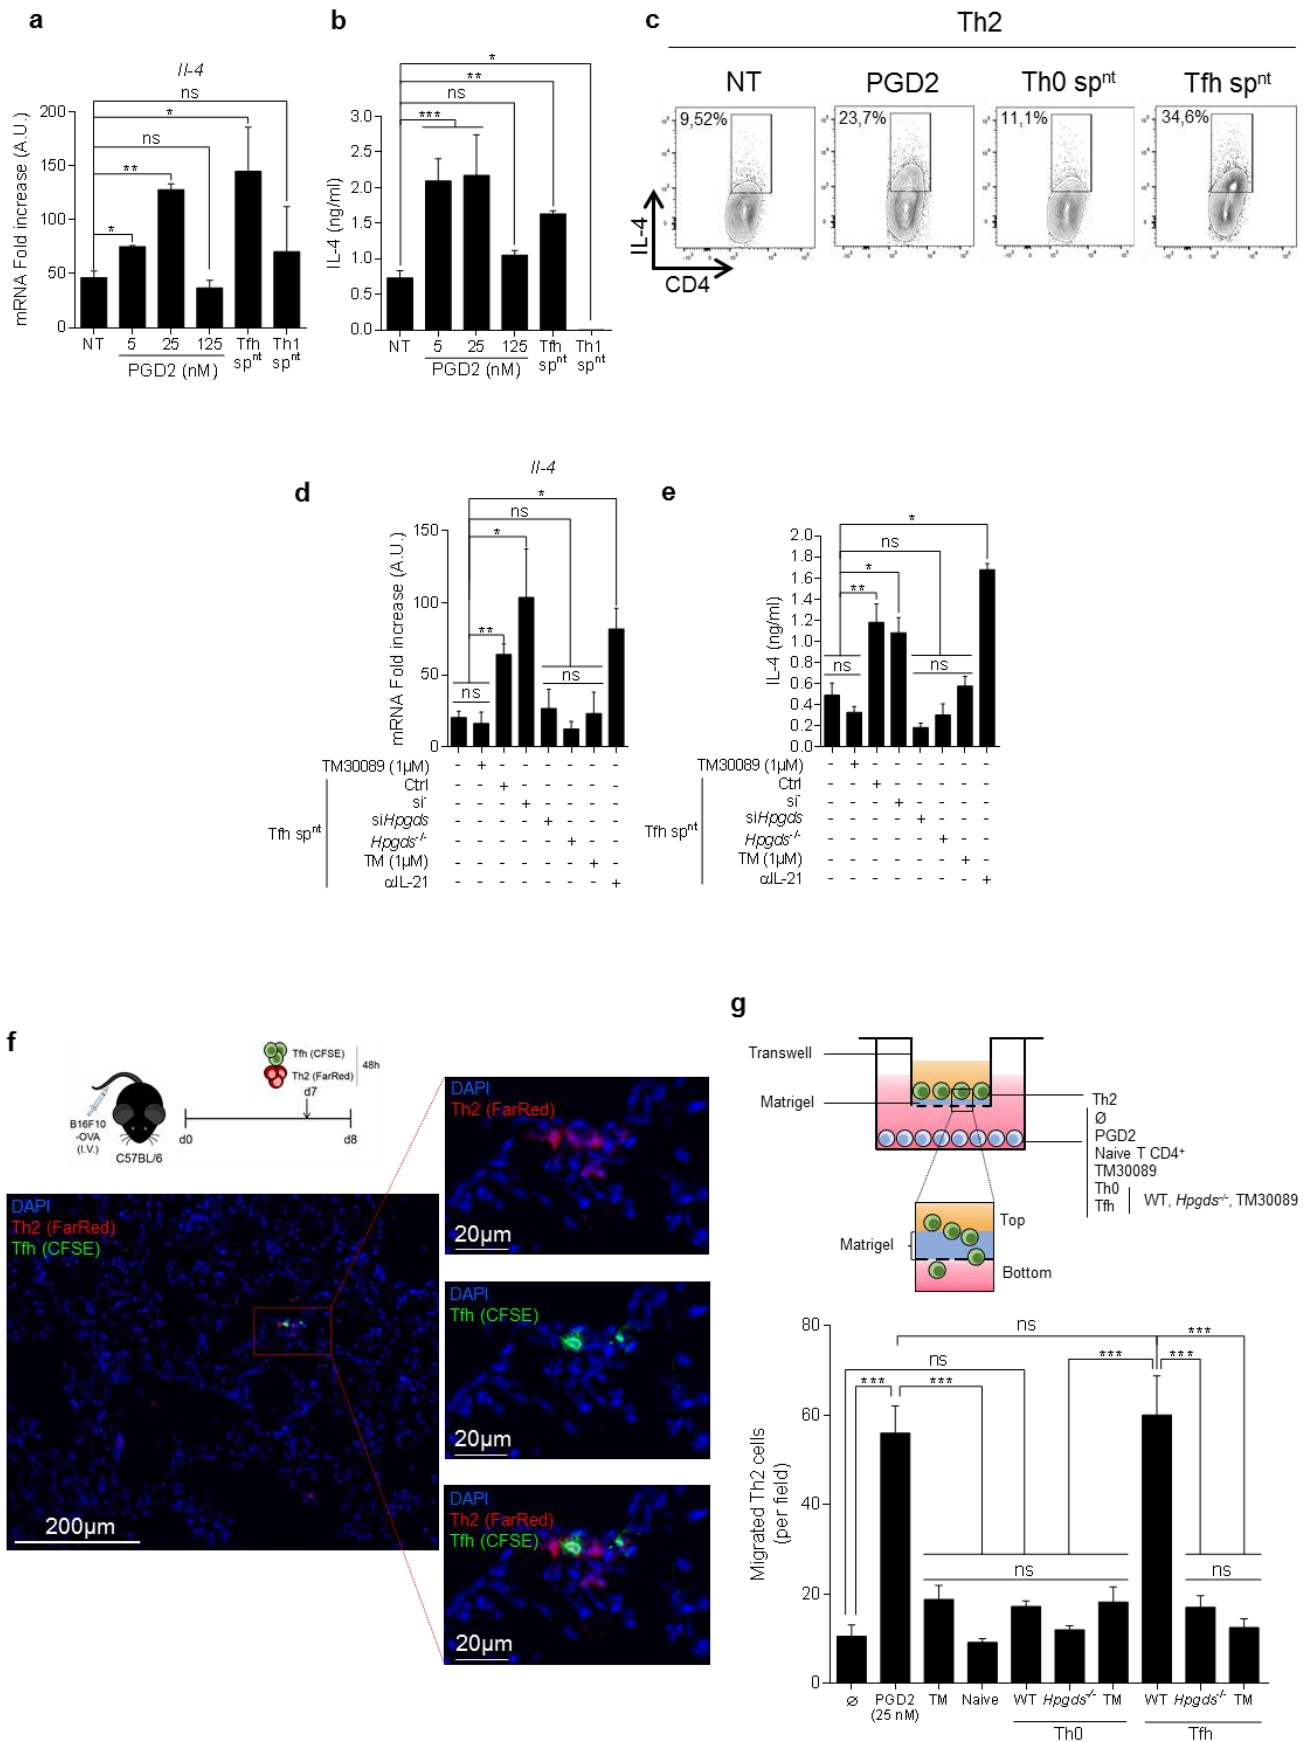 a
Il-4
mRNA Fold increase (A.U.)
200
150
100
50
0
ns
*
ns
**
*
NT 5 25 125 Tfh spnt Th1 spnt
PGD2 (nM)
b
IL-4 (ng/ml)
3.0
2.5
2.0
1.5
1.0
0.5
0.0
*
**
ns
***
NT 5 25 125 Tfh spnt Th1 spnt
PGD2 (nM)
c
Th2
NT PGD2 Th0 spnt Tfh spnt
9,52% 23,7% 11,1% 34,6%
IL-4
CD4
d
Il-4
mRNA Fold increase (A.U.)
150
100
50
0
*
ns
*
**
ns
ns
TM30089 (1µM) - + - - - - - -
Ctrl - - + - - - - -
si- - - - + - - - -
siHpgds - - - - + - - -
Hpgds-/- - - - - - + - -
TM (1µM) - - - - - - + -
αIL-21 - - - - - - - +
Tfh spnt
e
IL-4 (ng/ml)
2.0
1.8
1.6
1.4
1.2
1.0
0.8
0.6
0.4
0.2
0.0
*
ns
*
**
ns
ns
TM30089 (1µM) - + - - - - - -
Ctrl - - + - - - - -
si- - - - + - - - -
siHpgds - - - - + - - -
Hpgds-/- - - - - - + - -
TM (1µM) - - - - - - + -
αIL-21 - - - - - - - +
Tfh spnt
f
Tfh (CFSE)
Th2 (FarRed)
48h
d7
B16F10
-OVA
(I.V.)
C57BL/6
d0
d8
DAPI
Th2 (FarRed)
Tfh (CFSE)
200µm
DAPI
Th2 (FarRed)
20µm
DAPI
Tfh (CFSE)
20µm
DAPI
Th2 (FarRed)
Tfh (CFSE)
20µm
g
Transwell
Matrigel
Th2
Ø
PGD2
Naive T CD4+
TM30089
Th0
Tfh
WT, Hpgds-/-, TM30089
Top
Matrigel
Bottom
Migrated Th2 cells
(per field)
80
60
40
20
0
ns
***
ns
***
***
***
***
ns
ns
Ø PGD2 (25 nM) TM Naive WT Hpgds-/- TM WT Hpgds-/- TM
Th0 Tfh